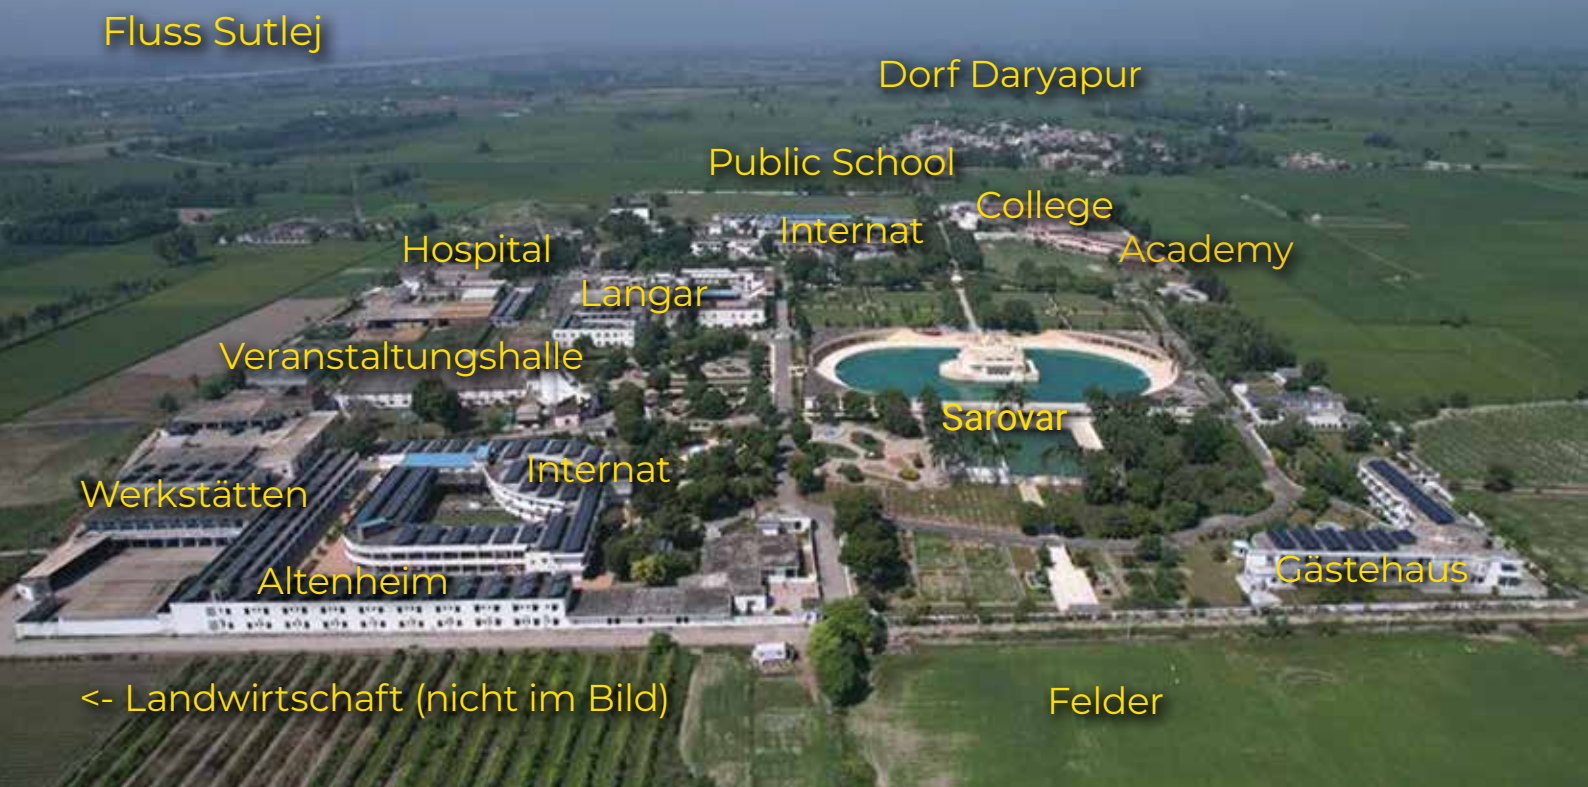 Fluss Sutlej
Dorf Daryapur
Public School
College
Internat
Hospital
Academy
Langar
Veranstaltungshalle
Sarovar
Internat
Werkstätten
Gästehaus
Altenheim
<- Landwirtschaft (nicht im Bild)
Felder